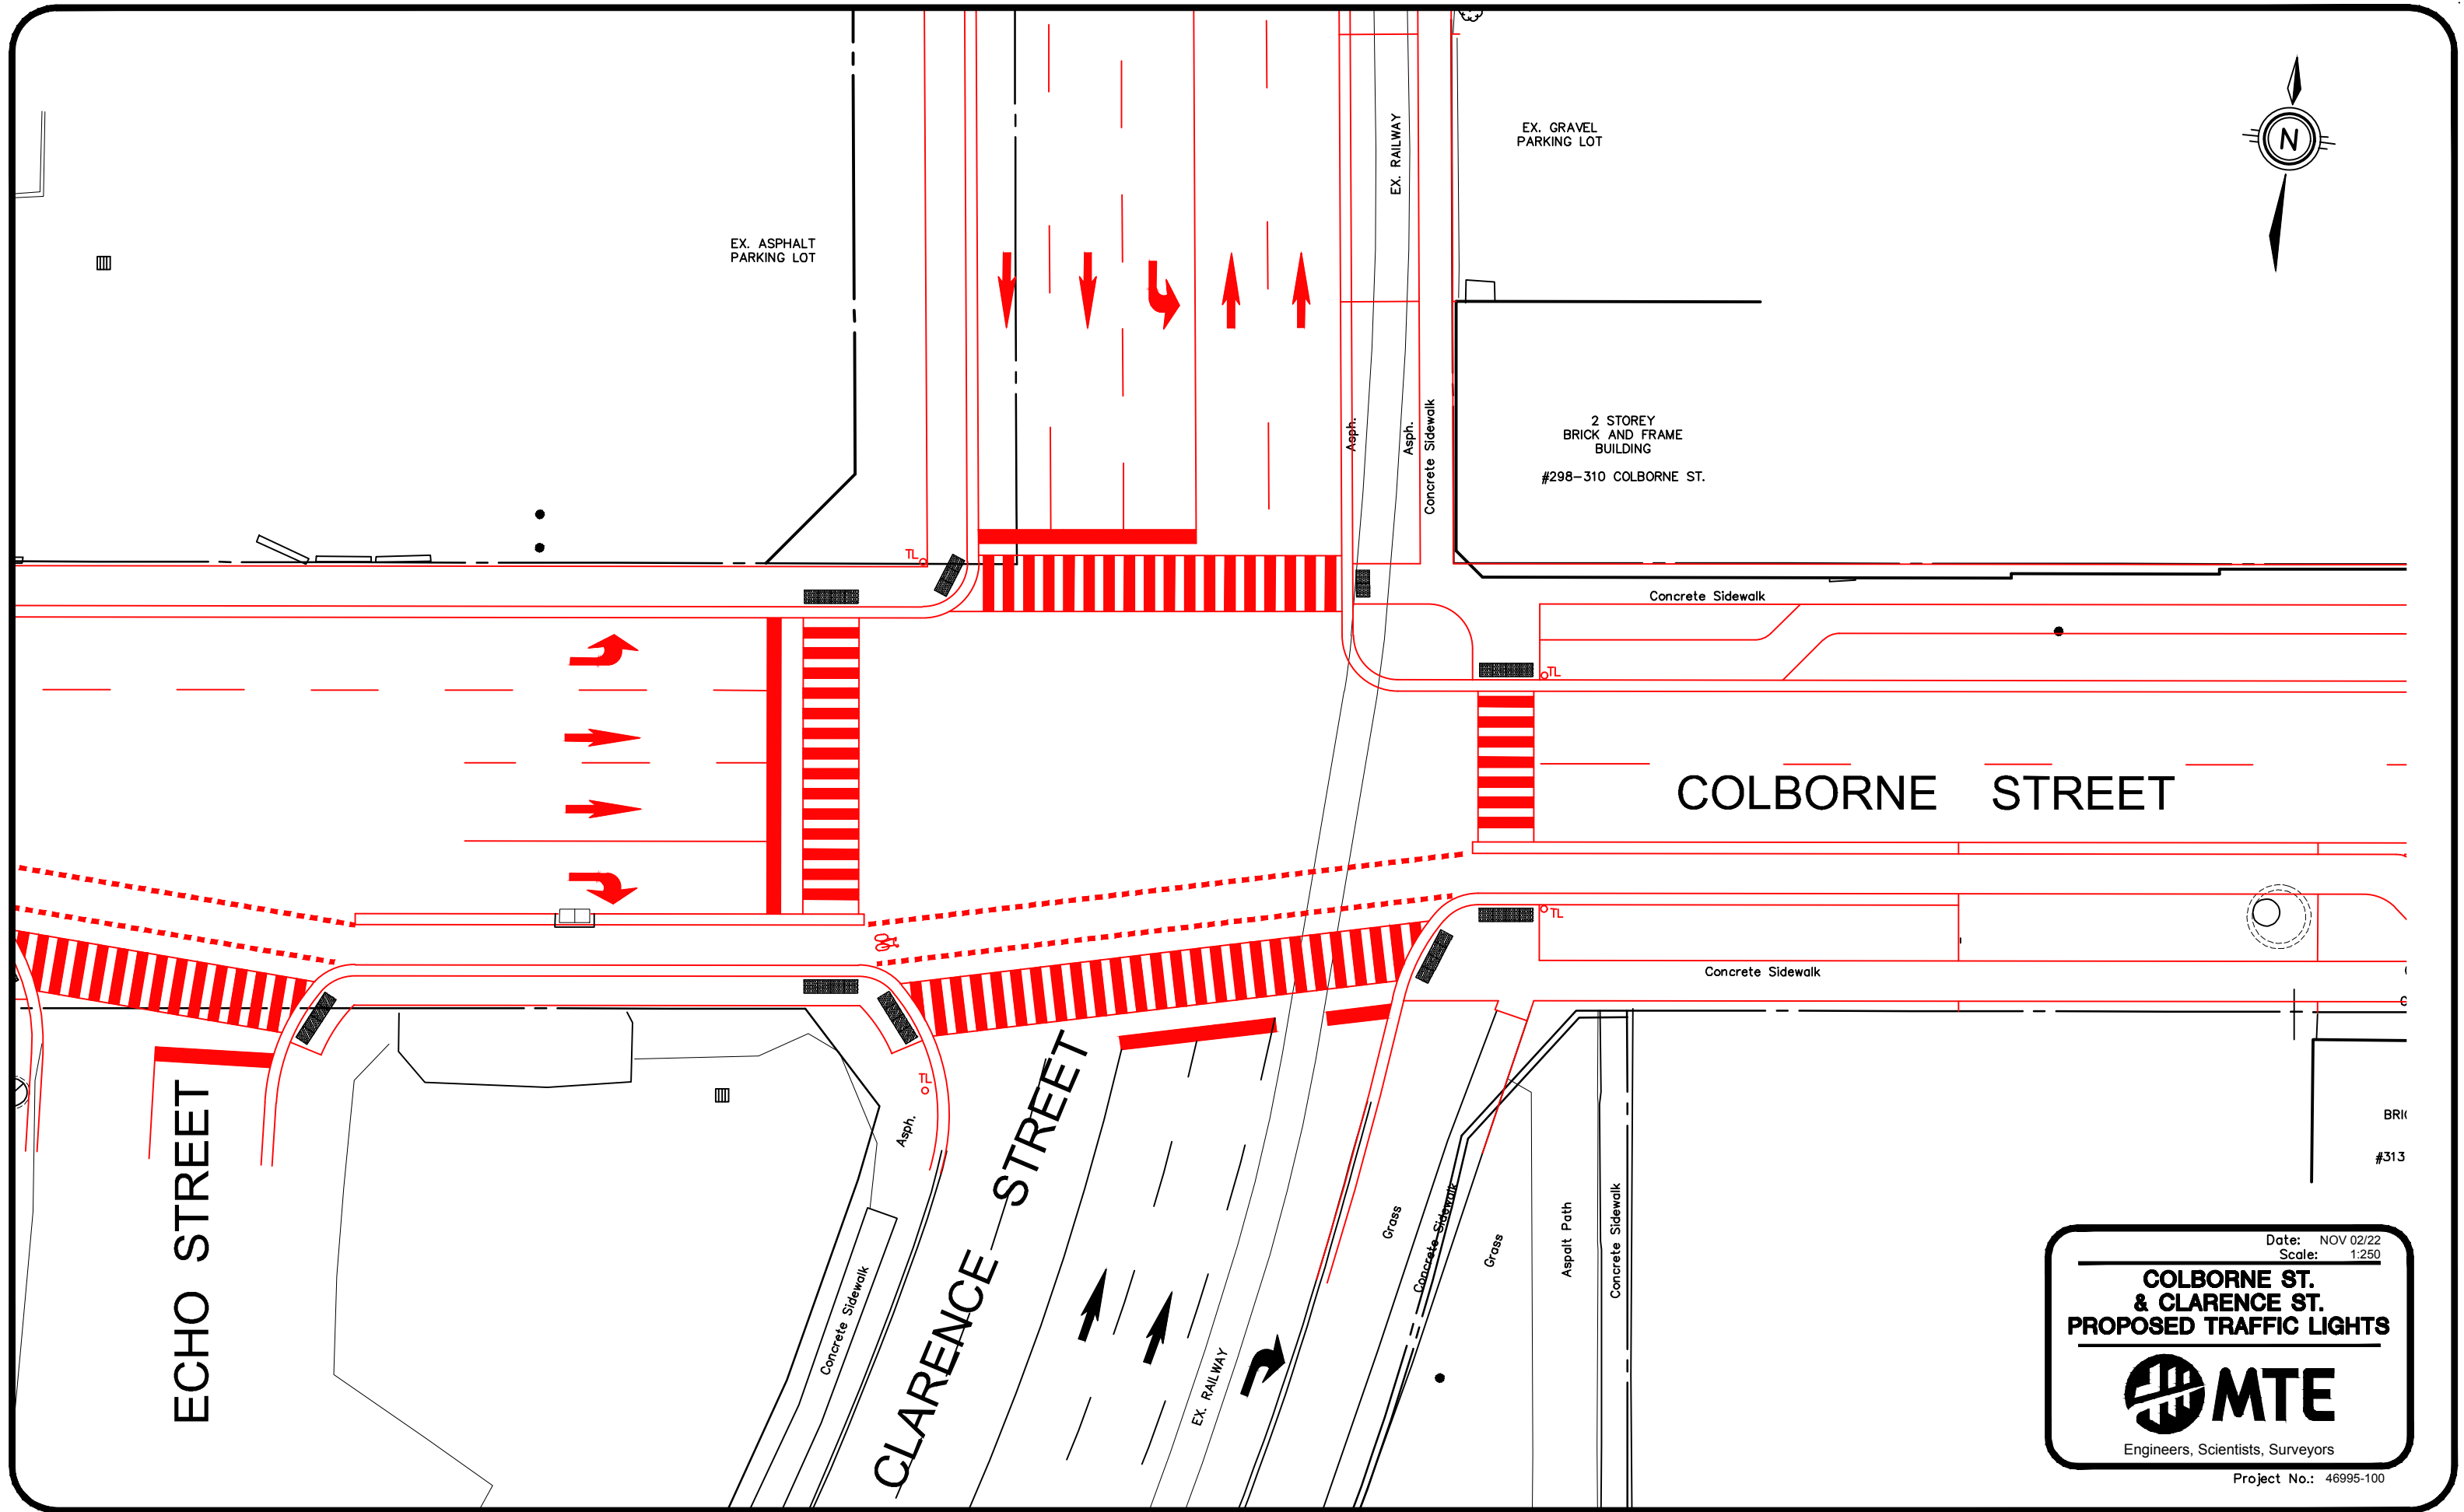 EX. GRAVEL
PARKING LOT
N
EX. RAILWAY
EX. ASPHALT
PARKING LOT
2 STOREY
BRICK AND FRAME
BUILDING
#298-310 COLBORNE ST.
Asph.
Asph.
Concrete Sidewalk
TL
Concrete Sidewalk
TL
COLBORNE STREET
TL
Concrete Sidewalk
TL
Asph.
ECHO STREET
CLARENCE STREET
Concrete Sidewalk
EX. RAILWAY
Grass
Concrete Sidewalk
Grass
Aspalt Path
Concrete Sidewalk
#313
Date: NOV 02/22
Scale: 1:250
COLBORNE ST.
& CLARENCE ST.
PROPOSED TRAFFIC LIGHTS
MTE
Engineers, Scientists, Surveyors
Project No.: 46995-100